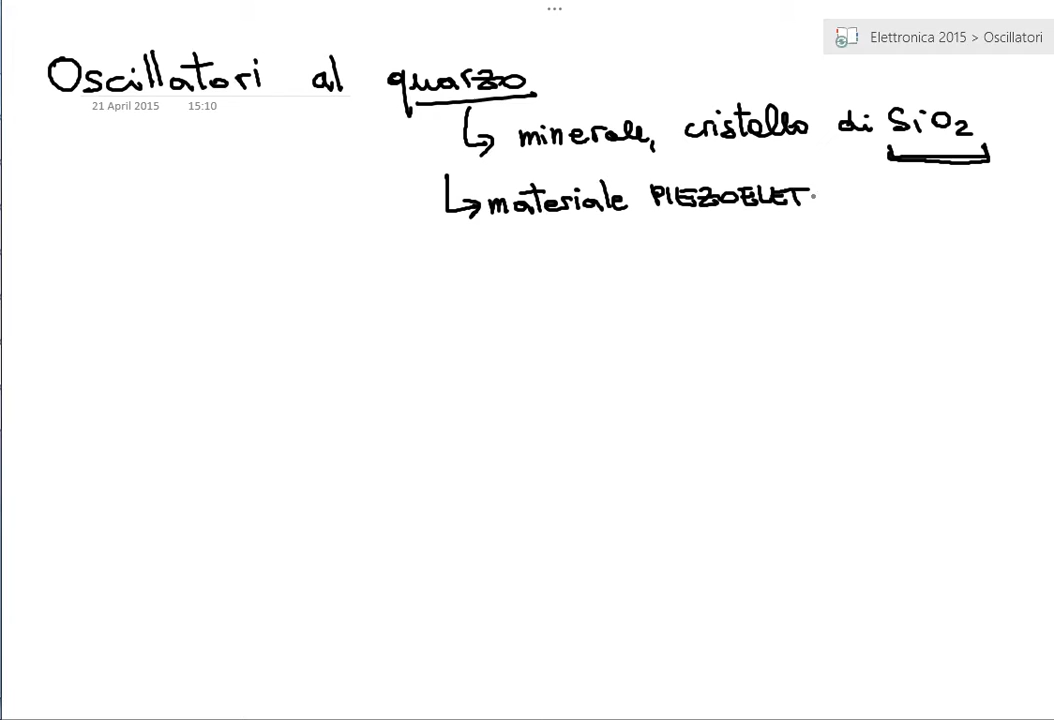 Elettronica 2015 > Oscillatori
Oscillatori al quarzo
21 April 2015 15:10
minerale, cristallo di SiO2
materiale PIEZOELET